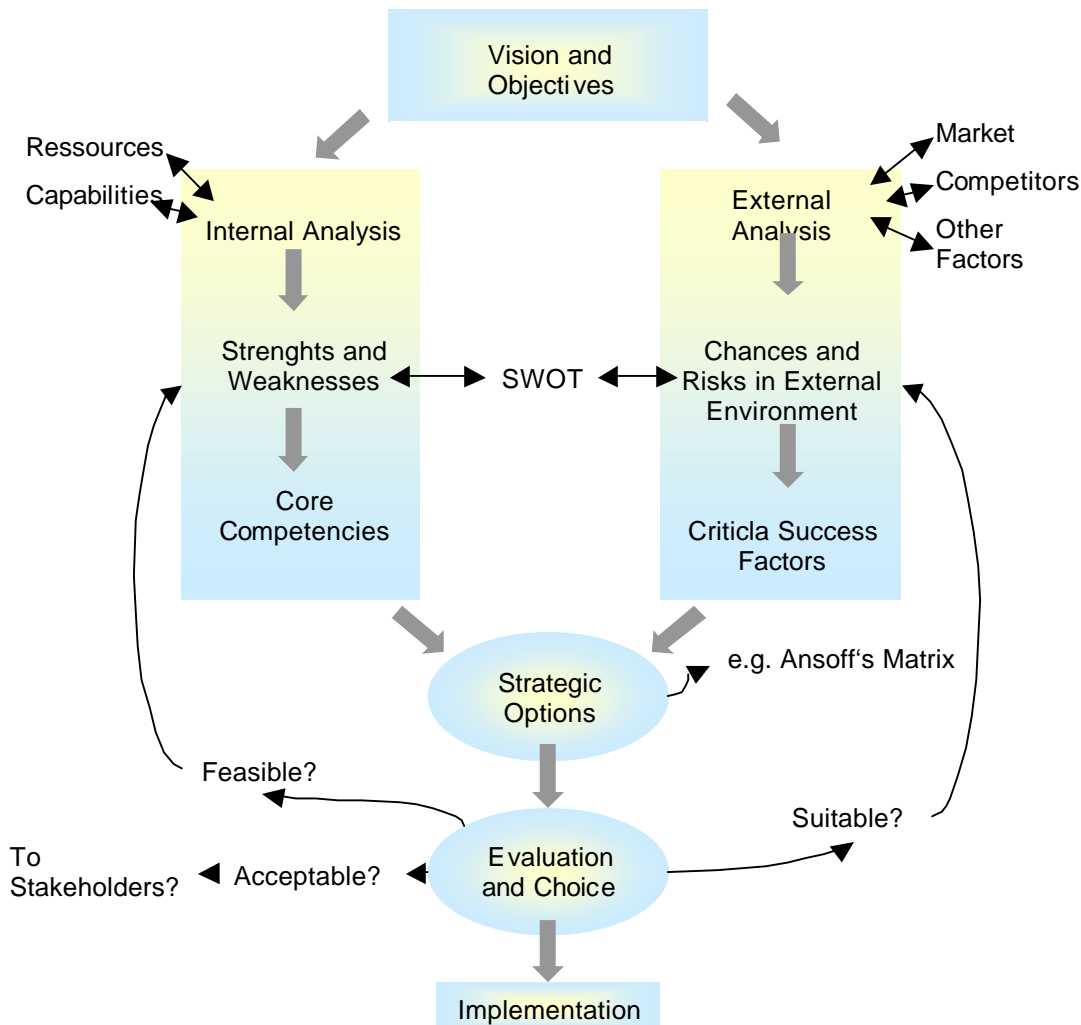 Vision and
Objectives
Ressources
Capabilities
Internal Analysis
Strenghts and
Weaknesses
Core
Competencies
SWOT
Market
Competitors
Other
Factors
External
Analysis
Chances and
Risks in External
Environment
Criticla Success
Factors
Strategic
Options
e.g. Ansoff‘s Matrix
Feasible?
Suitable?
To
Stakeholders?
Acceptable?
Evaluation
and Choice
Implementation